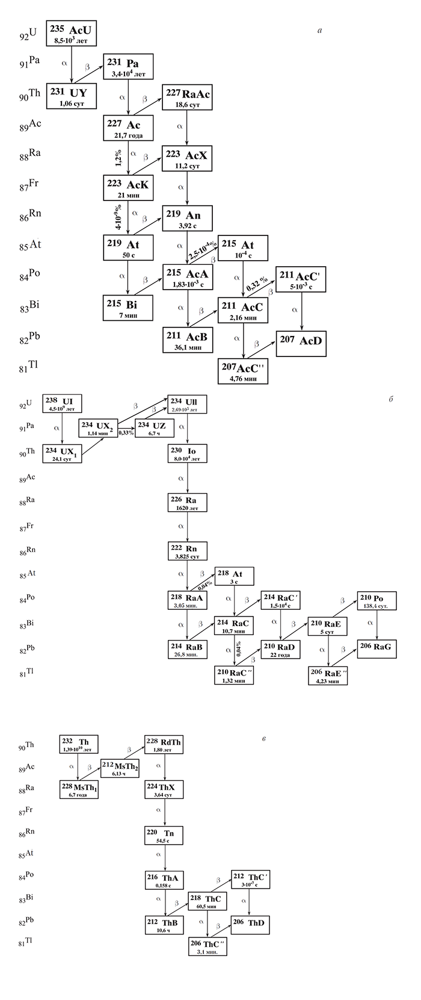 а
₉₂U
235 AcU
8,5·10³ лет
α
β
₉₁Pa
231 Pa
3,4·10⁴ лет
₉₀Th
231 UY
1,06 сут
α
β
227 RaAc
18,6 сут
₈₉Ac
227 Ac
21,7 года
α
₈₈Ra
1,2%
α
β
223 AcX
11,2 сут
₈₇Fr
223 AcK
21 мин
α
₈₆Rn
4·10⁻⁹%
α
β
219 An
3,92 с
₈₅At
219 At
50 с
α
2,5·10⁻⁴%
β
215 At
10⁻⁴ с
₈₄Po
α
β
215 AcA
1,83·10⁻³ с
α
0,32 %
β
211 AcC'
5·10⁻³ с
₈₃Bi
215 Bi
7 мин
α
β
211 AcC
2,16 мин
α
₈₂Pb
211 AcB
36,1 мин
α
β
207 AcD
₈₁Tl
207 AcC''
4,76 мин
б
₉₂U
238 UI
4,5·10⁹ лет
β
234 UII
2,69·10⁵ лет
β
₉₁Pa
α
234 UX₂
1,14 мин
0,33%
234 UZ
6,7 ч
α
₉₀Th
234 UX₁
24,1 сут
230 Io
8,0·10⁴ лет
₈₉Ac
α
₈₈Ra
226 Ra
1620 лет
₈₇Fr
α
₈₆Rn
222 Rn
3,825 сут
₈₅At
α
β
0,04%
218 At
3 с
₈₄Po
218 RaA
3,05 мин.
α
β
214 RaC'
1,5·10⁴ с
β
210 Po
138,4 сут.
₈₃Bi
α
β
214 RaC
10,7 мин
α
β
210 RaE
5 сут
α
₈₂Pb
214 RaB
26,8 мин.
α
0,04%
β
210 RaD
22 года
α
β
206 RaG
₈₁Tl
210 RaC''
1,32 мин
206 RaE''
4,23 мин
в
₉₀Th
232 Th
1,39·10¹⁰ лет
β
228 RdTh
1,80 лет
₈₉Ac
α
β
212 MsTh₂
6,13 ч
α
₈₈Ra
228 MsTh₁
6,7 года
224 ThX
3,64 сут
₈₇Fr
α
₈₆Rn
220 Tn
54,5 с
₈₅At
α
₈₄Po
216 ThA
0,158 с
β
212 ThC'
3·10⁻⁷ с
₈₃Bi
α
β
218 ThC
60,5 мин
α
₈₂Pb
212 ThB
10,6 ч
α
β
206 ThD
₈₁Tl
206 ThC''
3,1 мин.